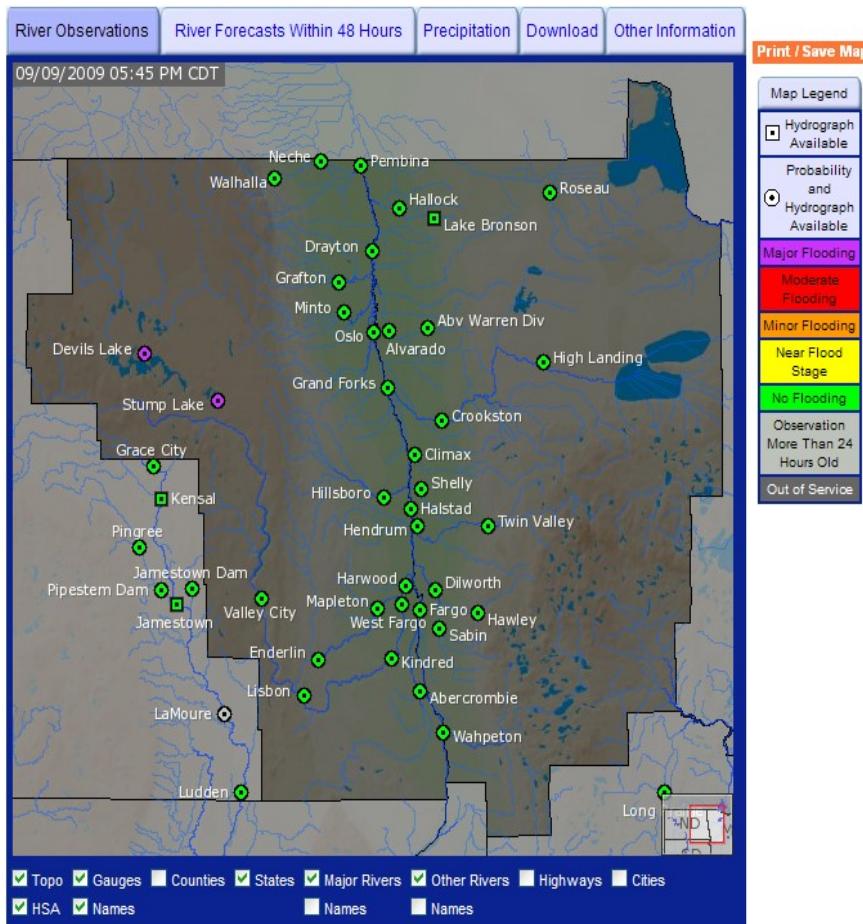 River Observations
River Forecasts Within 48 Hours
Precipitation
Download
Other Information
Print / Save Map
09/09/2009 05:45 PM CDT
Neche
Pembina
Walhalla
Roseau
Hallock
Lake Bronson
Drayton
Grafton
Minto
Abv Warren Div
Oslo
Alvarado
Devils Lake
High Landing
Grand Forks
Stump Lake
Crookston
Grace City
Climax
Shelly
Hillsboro
Kensal
Halstad
Hendrum
Twin Valley
Pingree
Jamestown Dam
Harwood
Dilworth
Pipestem Dam
Mapleton
Valley City
Fargo
Hawley
Jamestown
West Fargo
Sabin
Enderlin
Kindred
Lisbon
Abercrombie
LaMoure
Wahpeton
Ludden
Long
ND
Map Legend
Hydrograph
Available
Probability
and
Hydrograph
Available
Major Flooding
Moderate
Flooding
Minor Flooding
Near Flood
Stage
No Flooding
Observation
More Than 24
Hours Old
Out of Service
Topo
Gauges
Counties
States
Major Rivers
Other Rivers
Highways
Cities
HSA
Names
Names
Names